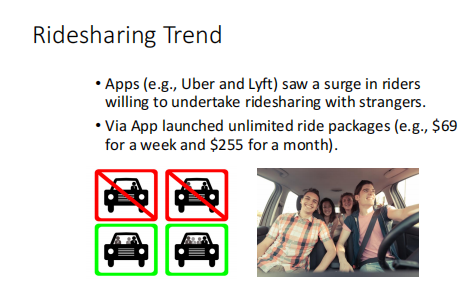 Ridesharing Trend
• Apps (e.g., Uber and Lyft) saw a surge in riders
willing to undertake ridesharing with strangers.
• Via App launched unlimited ride packages (e.g., $69
for a week and $255 for a month).